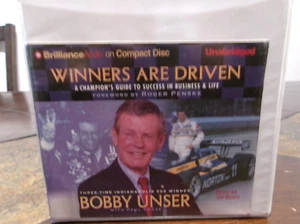 Brilliance Audio on Compact Disc
Unabridged
WINNERS ARE DRIVEN
A CHAMPION'S GUIDE TO SUCCESS IN BUSINESS & LIFE
FOREWORD BY ROGER PENSKE
NORTON
THREE-TIME INDIANAPOLIS 500 WINNER
BOBBY UNSER
WITH PAUL PEASE